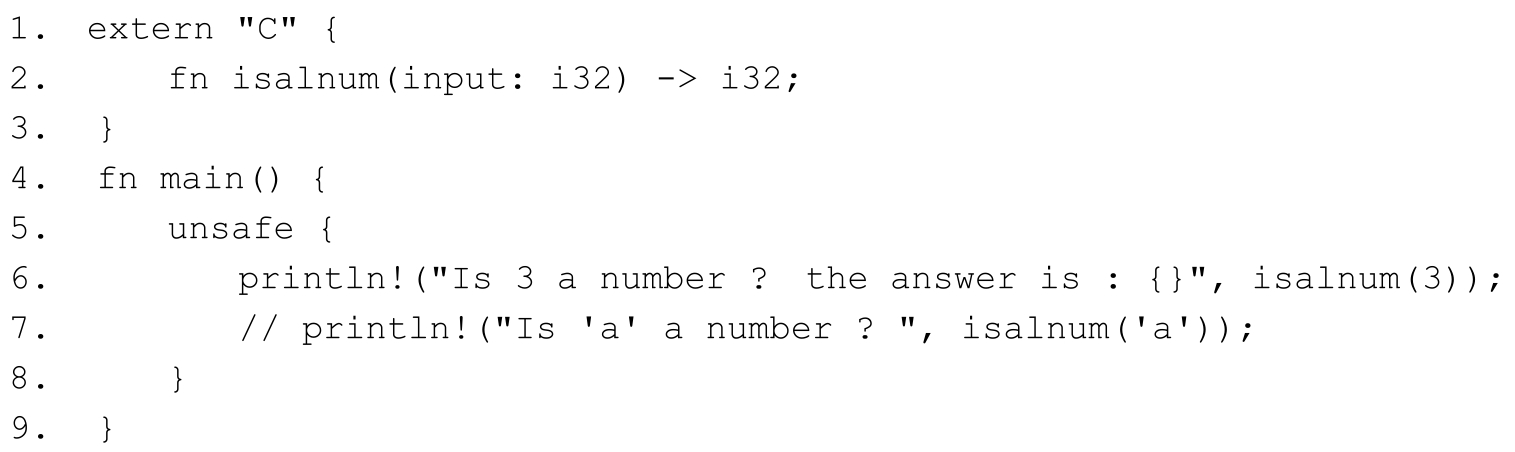 1. extern "C" {
2. fn isalnum(input: i32) -> i32;
3. }
4. fn main() {
5. unsafe {
6. println!("Is 3 a number ?  the answer is : {}", isalnum(3));
7. // println!("Is 'a' a number ? ", isalnum('a'));
8. }
9. }